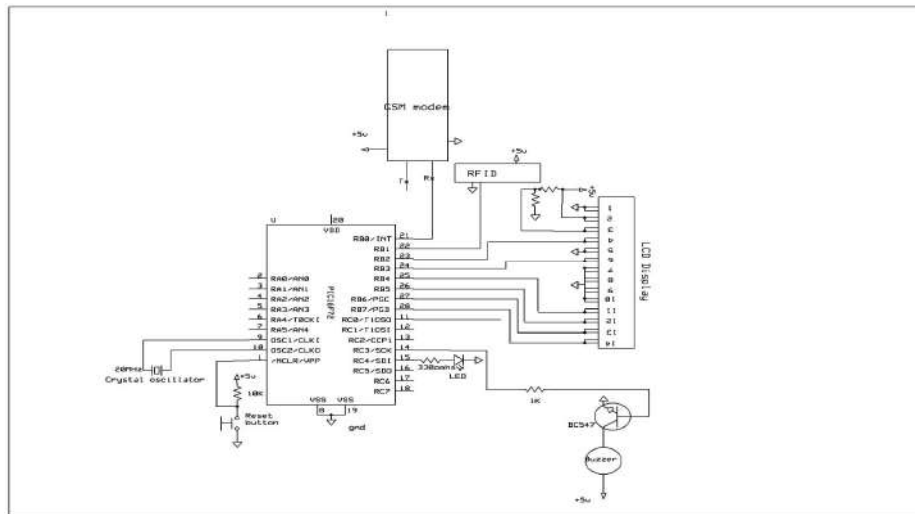 GSM modem
+5v
Tx
Rx
+5v
RFID
+5v
U
20
VDD
PIC16F72
2 RA0/AN0
3 RA1/AN1
4 RA2/AN2
5 RA3/AN3
6 RA4/T0CKI
7 RA5/AN4
9 OSC1/CLKI
10 OSC2/CLKO
1 /MCLR/VPP
RB0/INT 21
RB1 22
RB2 23
RB3 24
RB4 25
RB5 26
RB6/PGC 27
RB7/PGD 28
RC0/T1OSO 11
RC1/T1OSI 12
RC2/CCP1 13
RC3/SCK 14
RC4/SDI 15
RC5/SDO 16
RC6 17
RC7 18
VSS VSS
8 19
gnd
20MHz
Crystal oscillator
+5v
10K
Reset
button
330ohms
LED
1K
BC547
Buzzer
+5v
1
2
3
4
5
6
7
8
9
10
11
12
13
14
LCD Display